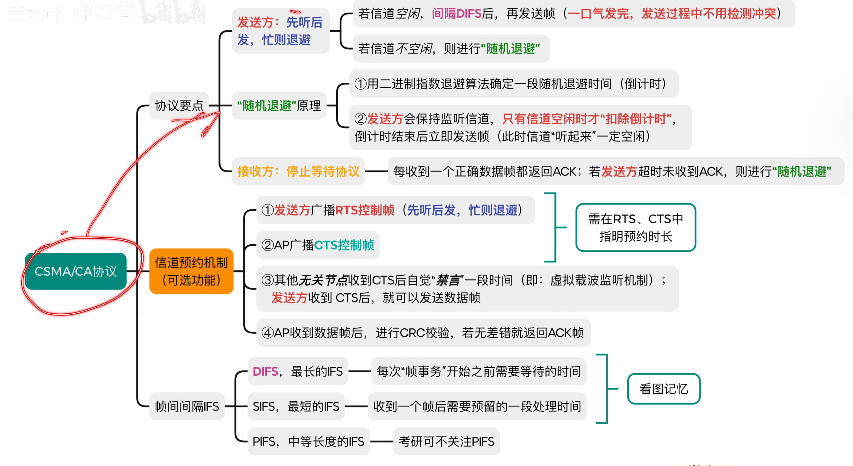 发送方：先听后
发，忙则退避
若信道空闲，间隔DIFS后，再发送帧（一口气发完，发送过程中不用检测冲突）
若信道不空闲，则进行“随机退避”
协议要点
“随机退避”原理
①用二进制指数退避算法确定一段随机退避时间（倒计时）
②发送方会保持监听信道，只有信道空闲时才“扣除倒计时”，
倒计时结束后立即发送帧（此时信道“听起来”一定空闲）
接收方：停止等待协议
每收到一个正确数据帧都返回ACK；若发送方超时未收到ACK，则进行“随机退避”
CSMA/CA协议
信道预约机制
（可选功能）
①发送方广播RTS控制帧（先听后发，忙则退避）
②AP广播CTS控制帧
需在RTS、CTS中
指明预约时长
③其他无关节点收到CTS后自觉“禁言”一段时间（即：虚拟载波监听机制）；
发送方收到 CTS后，就可以发送数据帧
④AP收到数据帧后，进行CRC校验，若无差错就返回ACK帧
帧间间隔IFS
DIFS，最长的IFS
每次“帧事务”开始之前需要等待的时间
SIFS，最短的IFS
收到一个帧后需要预留的一段处理时间
看图记忆
PIFS，中等长度的IFS
考研可不关注PIFS